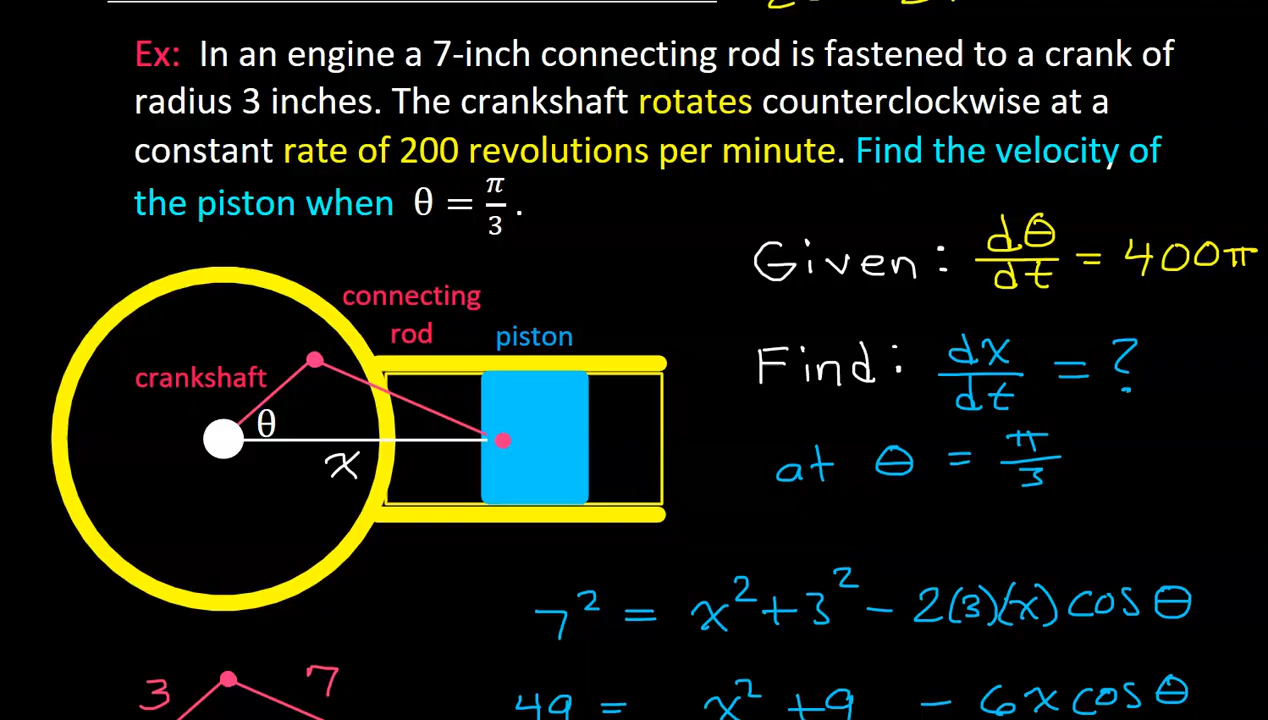 Ex: In an engine a 7-inch connecting rod is fastened to a crank of
radius 3 inches. The crankshaft rotates counterclockwise at a
constant rate of 200 revolutions per minute. Find the velocity of
the piston when θ = π/3 .
Given: dθ/dt = 400π
Find: dx/dt = ?
at θ = π/3
connecting
rod
piston
crankshaft
θ
x
7² = x² + 3² - 2(3)(x) cos θ
3 7
49 = x² + 9 - 6x cos θ